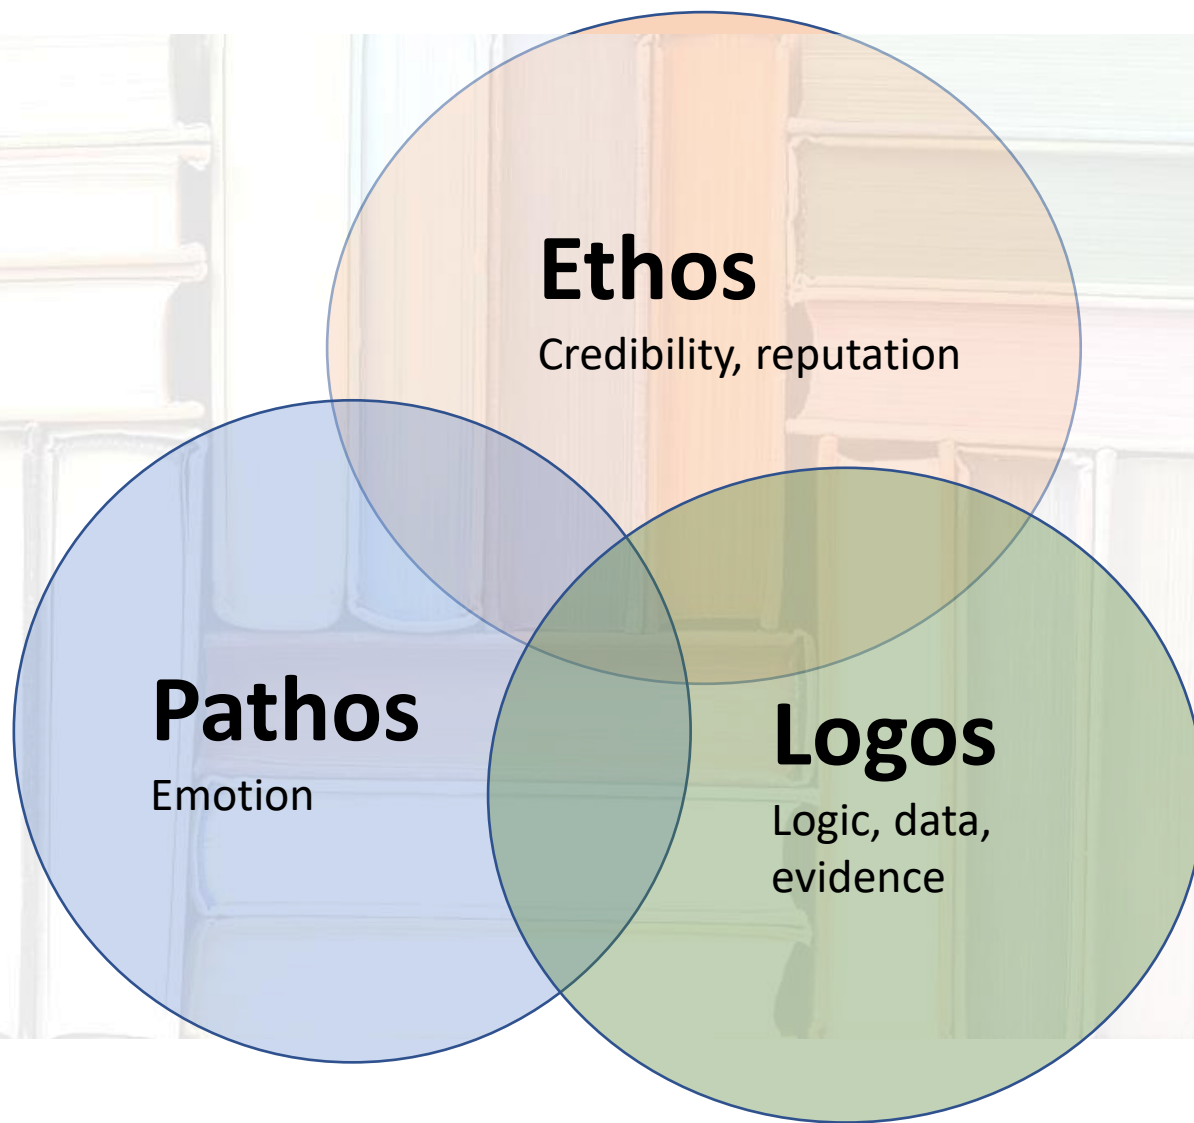 Ethos
Credibility, reputation
Pathos
Emotion
Logos
Logic, data,
evidence